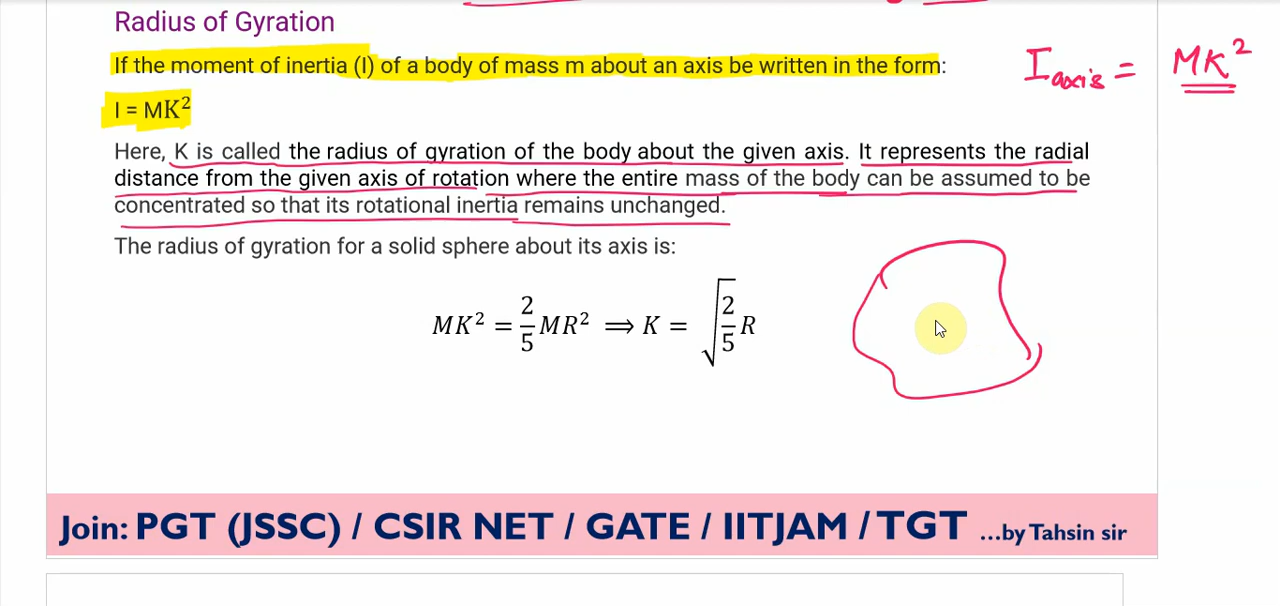 Radius of Gyration
If the moment of inertia (I) of a body of mass m about an axis be written in the form:
I = MK²
I axis = MK²
Here, K is called the radius of gyration of the body about the given axis. It represents the radial
distance from the given axis of rotation where the entire mass of the body can be assumed to be
concentrated so that its rotational inertia remains unchanged.
The radius of gyration for a solid sphere about its axis is:
MK² = 2/5 MR² ⟹ K = √(2/5) R
Join: PGT (JSSC) / CSIR NET / GATE / IITJAM / TGT ...by Tahsin sir